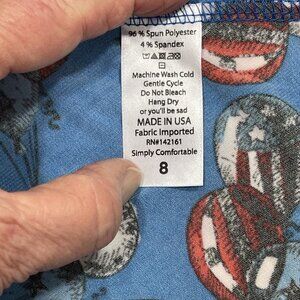 96 % Spun Polyester
4 % Spandex
Machine Wash Cold
Gentle Cycle
Do Not Bleach
Hang Dry
or you'll be sad
MADE IN USA
Fabric Imported
RN#142161
Simply Comfortable
8